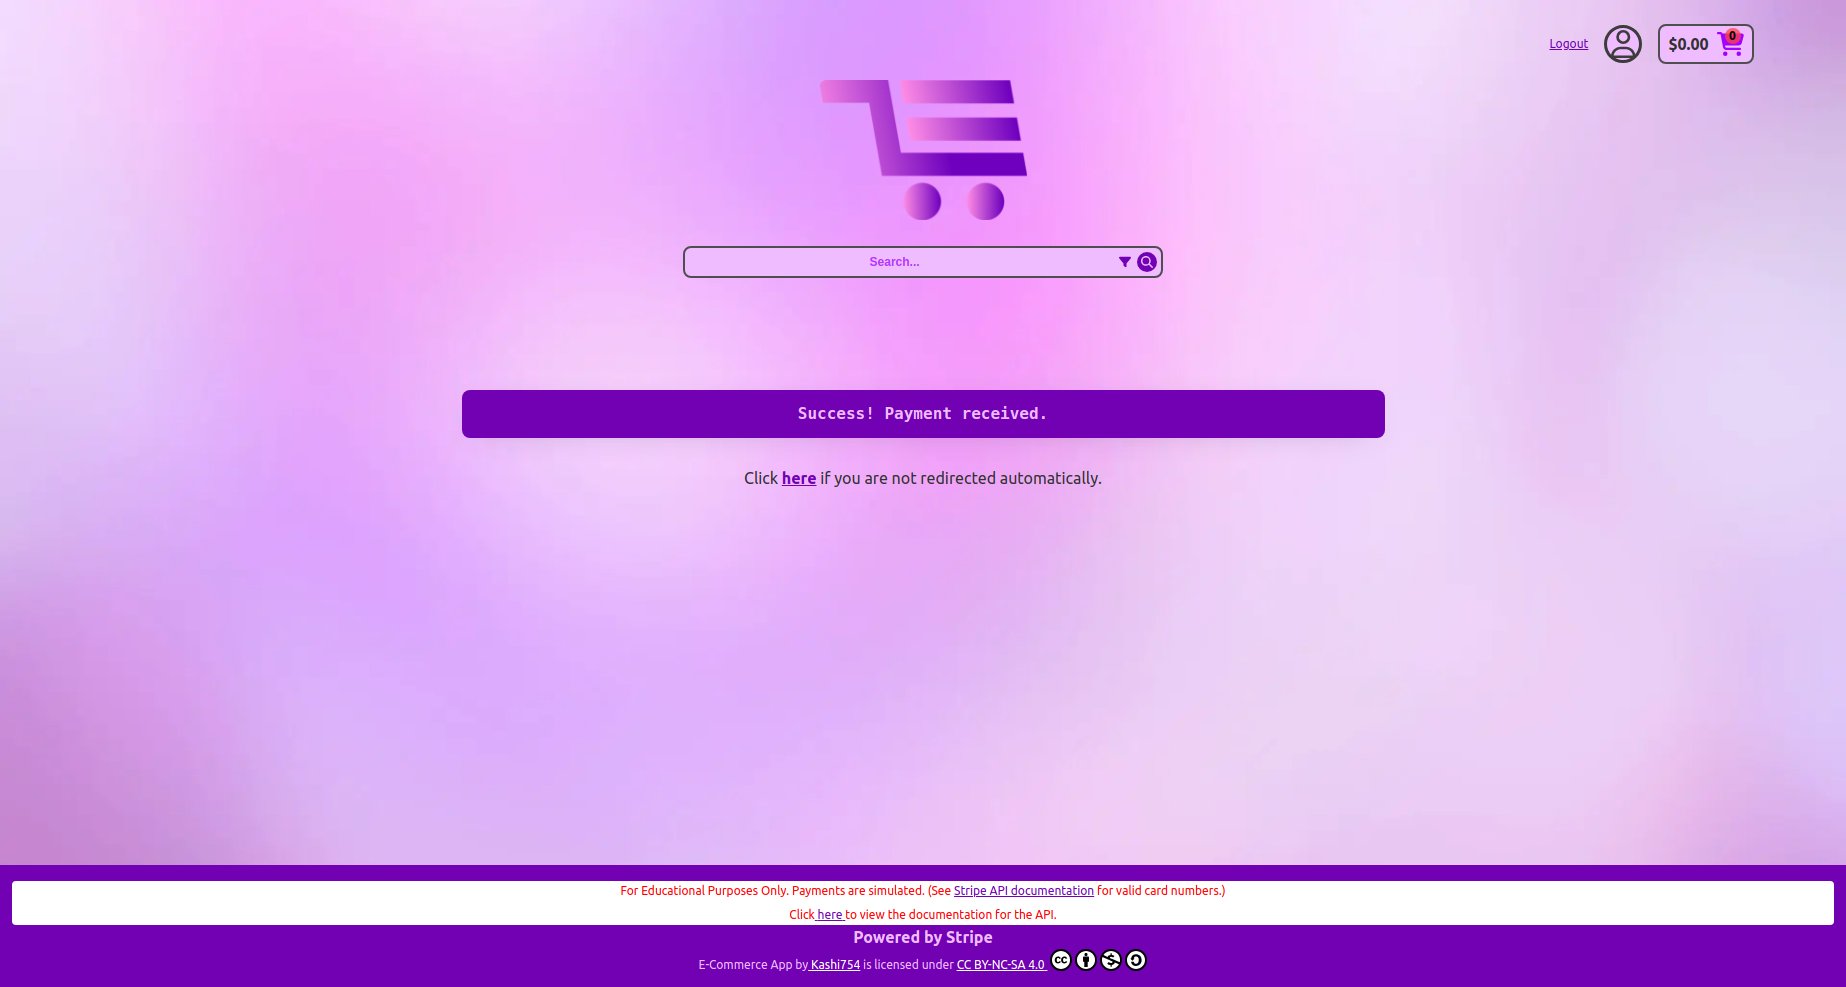 Logout
$0.00 0
Search...
Success! Payment received.
Click here if you are not redirected automatically.
For Educational Purposes Only. Payments are simulated. (See Stripe API documentation for valid card numbers.)
Click here to view the documentation for the API.
Powered by Stripe
E-Commerce App by Kashi754 is licensed under CC BY-NC-SA 4.0 cc